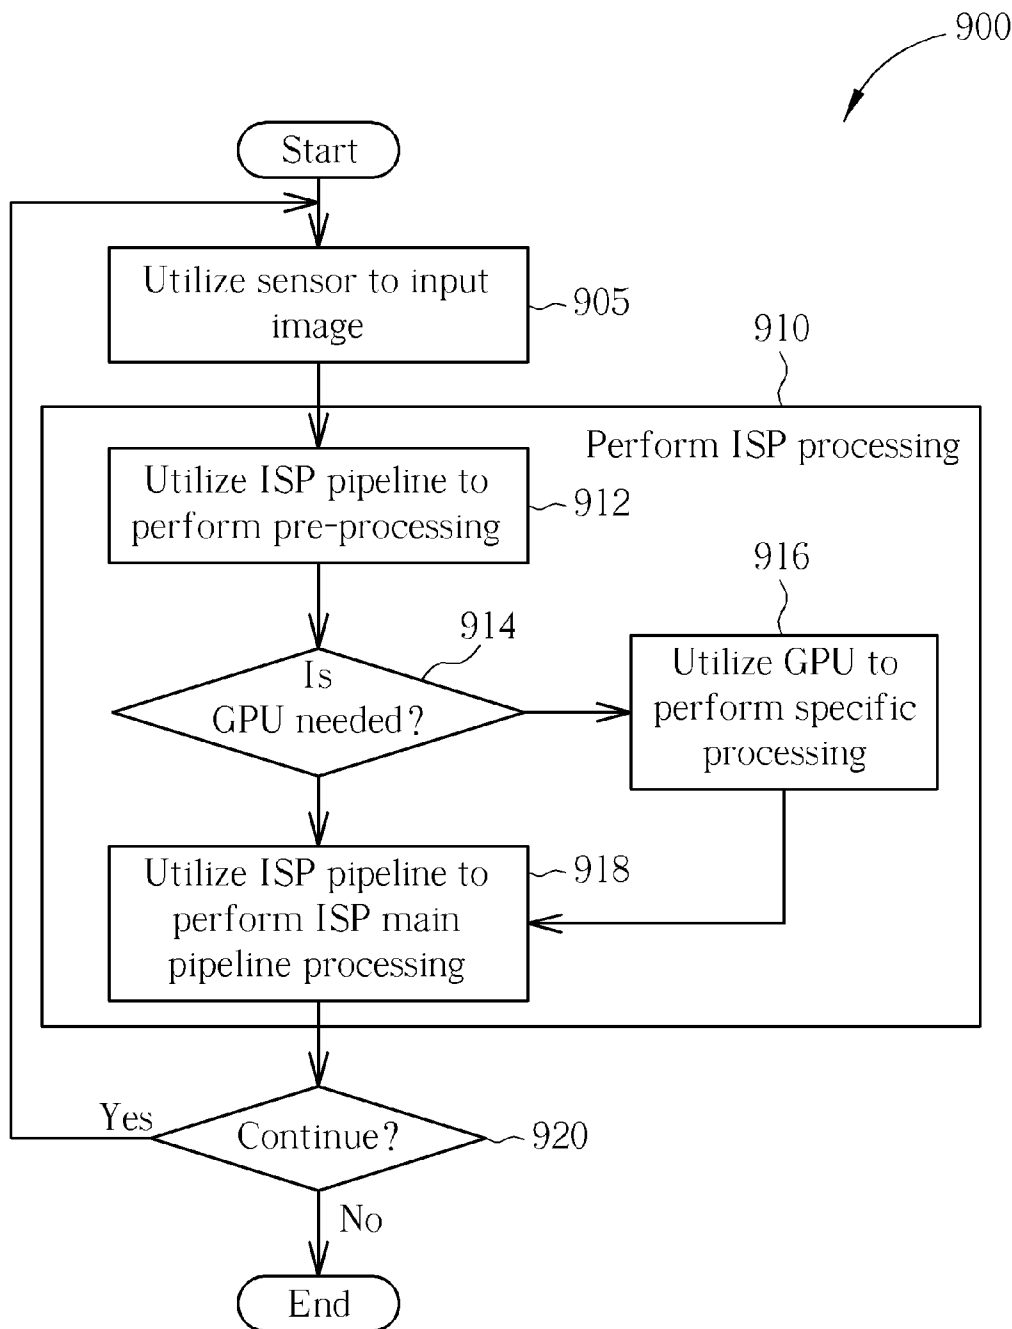 900
Start
Utilize sensor to input
image
905
910
Perform ISP processing
Utilize ISP pipeline to
perform pre-processing
912
916
914
Is
GPU needed?
Utilize GPU to
perform specific
processing
Utilize ISP pipeline to
perform ISP main
pipeline processing
918
Yes
Continue?
920
No
End